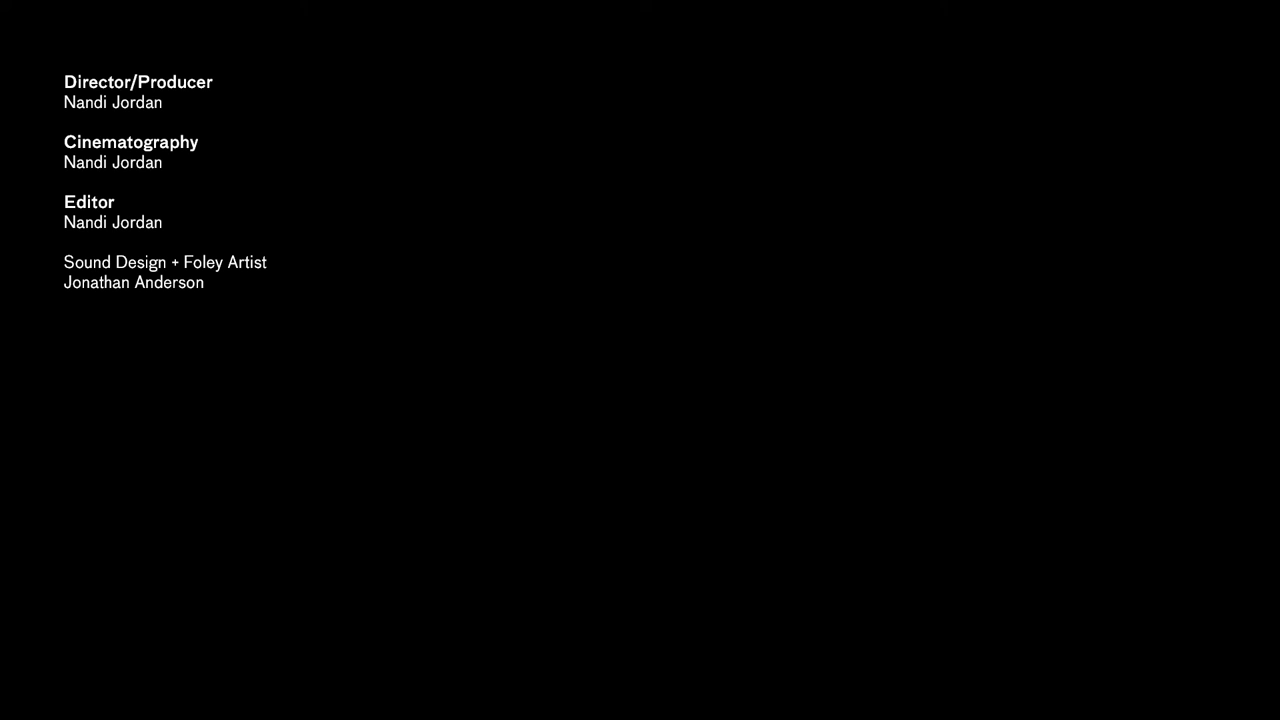 Director/Producer
Nandi Jordan
Cinematography
Nandi Jordan
Editor
Nandi Jordan
Sound Design + Foley Artist
Jonathan Anderson